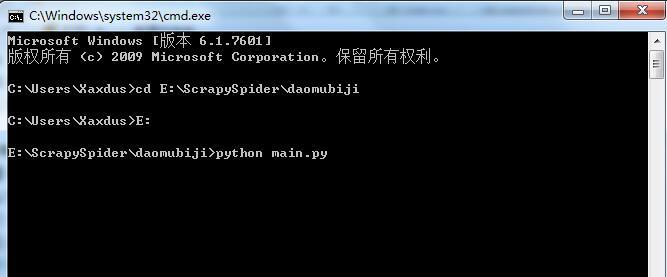 C:\Windows\system32\cmd.exe
Microsoft Windows [版本 6.1.7601]
版权所有 (c) 2009 Microsoft Corporation。保留所有权利。
C:\Users\Xaxdus>cd E:\ScrapySpider\daomubiji
C:\Users\Xaxdus>E:
E:\ScrapySpider\daomubiji>python main.py